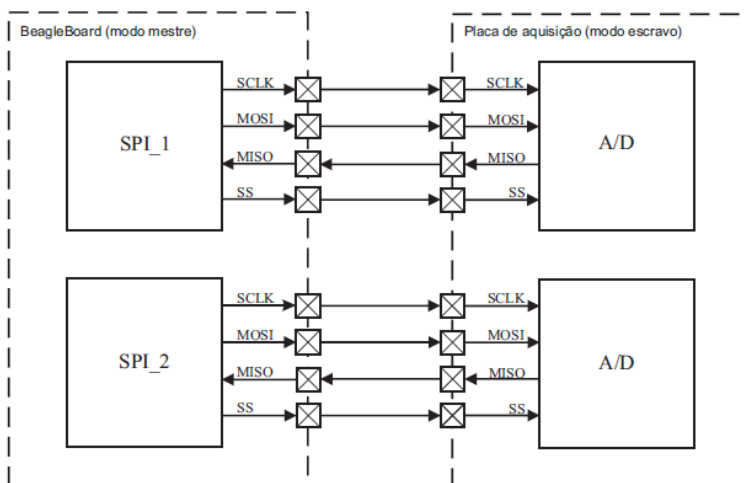 BeagleBoard (modo mestre)
Placa de aquisição (modo escravo)
SCLK
SCLK
MOSI
MOSI
SPI_1
A/D
MISO
MISO
SS
SS
SCLK
SCLK
MOSI
MOSI
SPI_2
A/D
MISO
MISO
SS
SS